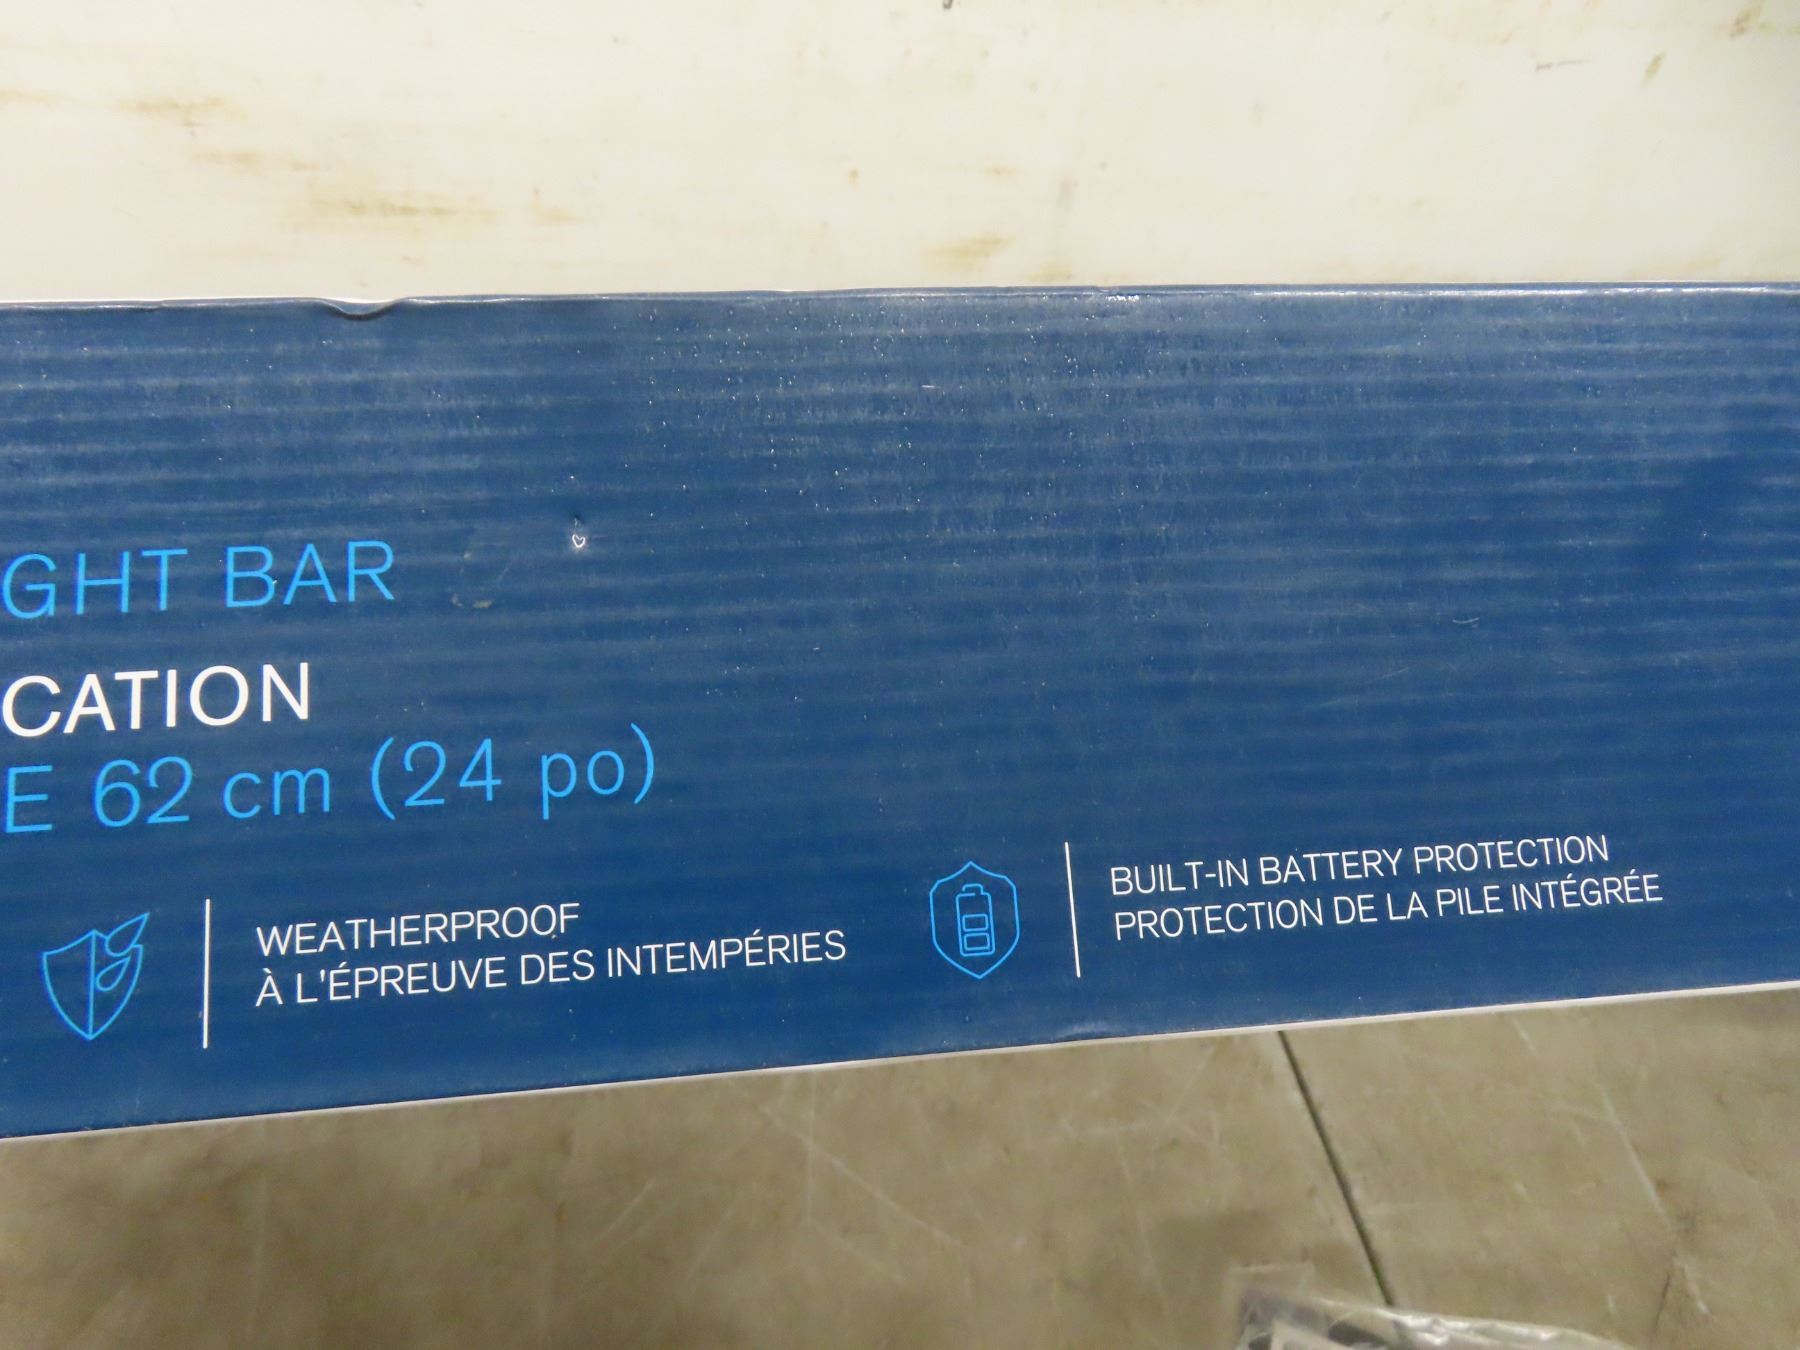 GHT BAR
CATION
E 62 cm (24 po)
WEATHERPROOF
À L'ÉPREUVE DES INTEMPÉRIES
BUILT-IN BATTERY PROTECTION
PROTECTION DE LA PILE INTÉGRÉE